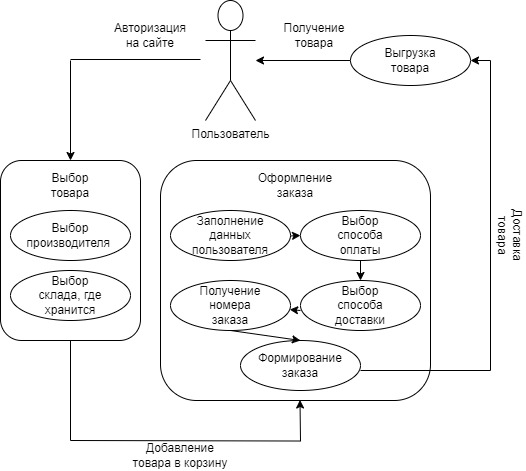 Авторизация
на сайте
Получение
товара
Выгрузка
товара
Пользователь
Выбор
товара
Выбор
производителя
Выбор
склада, где
хранится
Оформление
заказа
Заполнение
данных
пользователя
Выбор
способа
оплаты
Получение
номера
заказа
Выбор
способа
доставки
Формирование
заказа
Доставка
товара
Добавление
товара в корзину